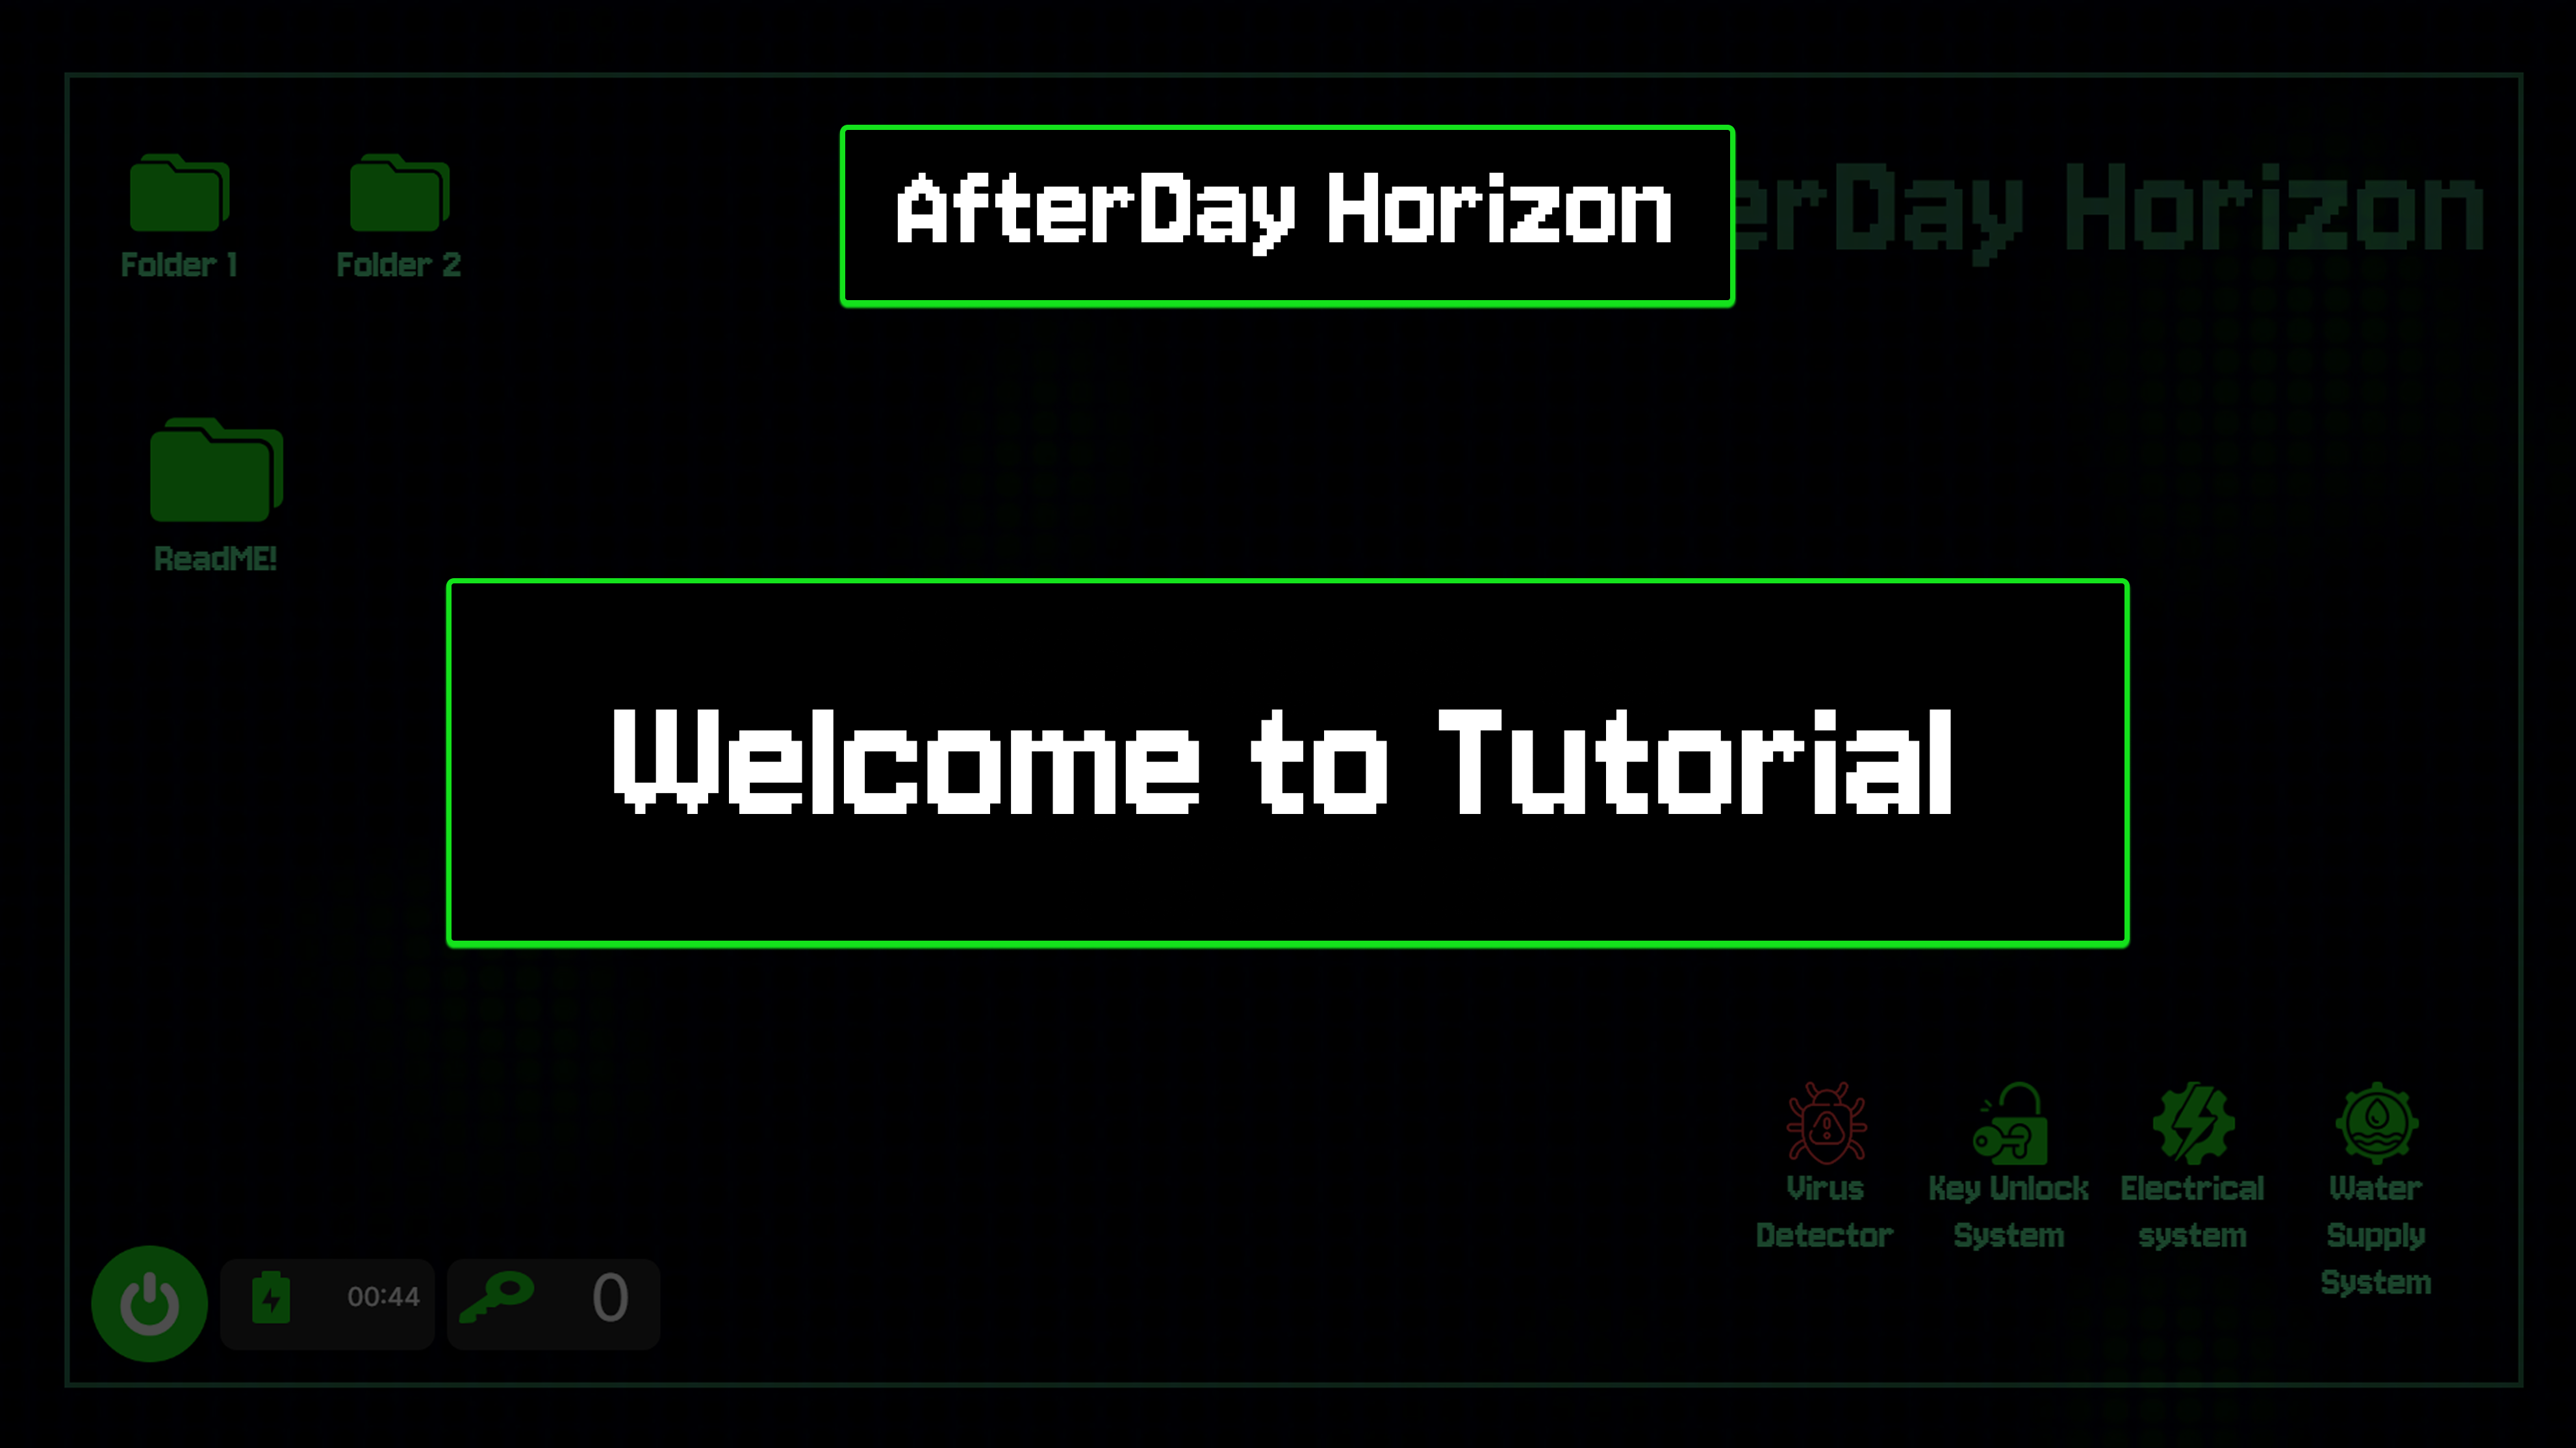 AfterDay Horizon
erDay Horizon
Folder 1
Folder 2
ReadME!
Welcome to Tutorial
Virus
Detector
Key Unlock
System
Electrical
system
Water
Supply
System
00:44
0